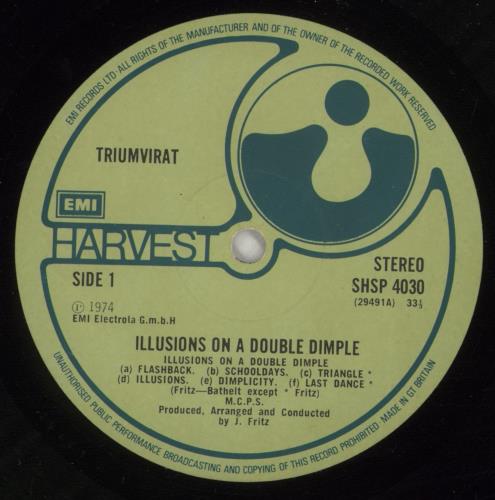 EMI RECORDS LTD ALL RIGHTS OF THE MANUFACTURER AND OF THE OWNER OF THE RECORDED WORK RESERVED
TRIUMVIRAT
EMI
HARVEST
SIDE 1
STEREO
SHSP 4030
(29491A) 33⅓
Ⓟ 1974
EMI Electrola G.m.b.H
ILLUSIONS ON A DOUBLE DIMPLE
ILLUSIONS ON A DOUBLE DIMPLE
(a) FLASHBACK. (b) SCHOOLDAYS. (c) TRIANGLE *
(d) ILLUSIONS. (e) DIMPLICITY. (f) LAST DANCE *
(Fritz—Bathelt except * Fritz)
M.C.P.S.
Produced, Arranged and Conducted
by J. Fritz
UNAUTHORISED PUBLIC PERFORMANCE BROADCASTING AND COPYING OF THIS RECORD PROHIBITED. MADE IN GT BRITAIN